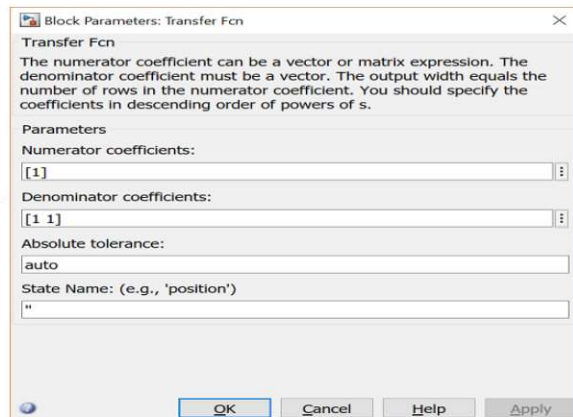 Block Parameters: Transfer Fcn
Transfer Fcn
The numerator coefficient can be a vector or matrix expression. The
denominator coefficient must be a vector. The output width equals the
number of rows in the numerator coefficient. You should specify the
coefficients in descending order of powers of s.
Parameters
Numerator coefficients:
[1]
Denominator coefficients:
[1 1]
Absolute tolerance:
auto
State Name: (e.g., 'position')
''
OK Cancel Help Apply